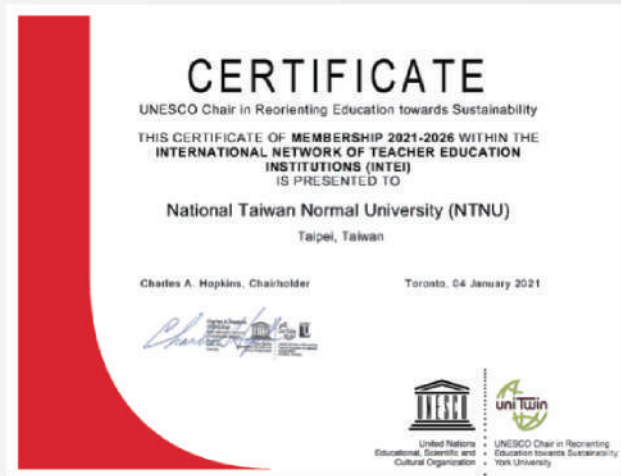 CERTIFICATE
UNESCO Chair in Reorienting Education towards Sustainability
THIS CERTIFICATE OF MEMBERSHIP 2021-2026 WITHIN THE
INTERNATIONAL NETWORK OF TEACHER EDUCATION
INSTITUTIONS (INTEI)
IS PRESENTED TO
National Taiwan Normal University (NTNU)
Taipei, Taiwan
Charles A. Hopkins, Chairholder
Toronto, 04 January 2021
UNESCO
uniTwin
United Nations
Educational, Scientific and
Cultural Organization
UNESCO Chair in Reorienting
Education towards Sustainability
York University